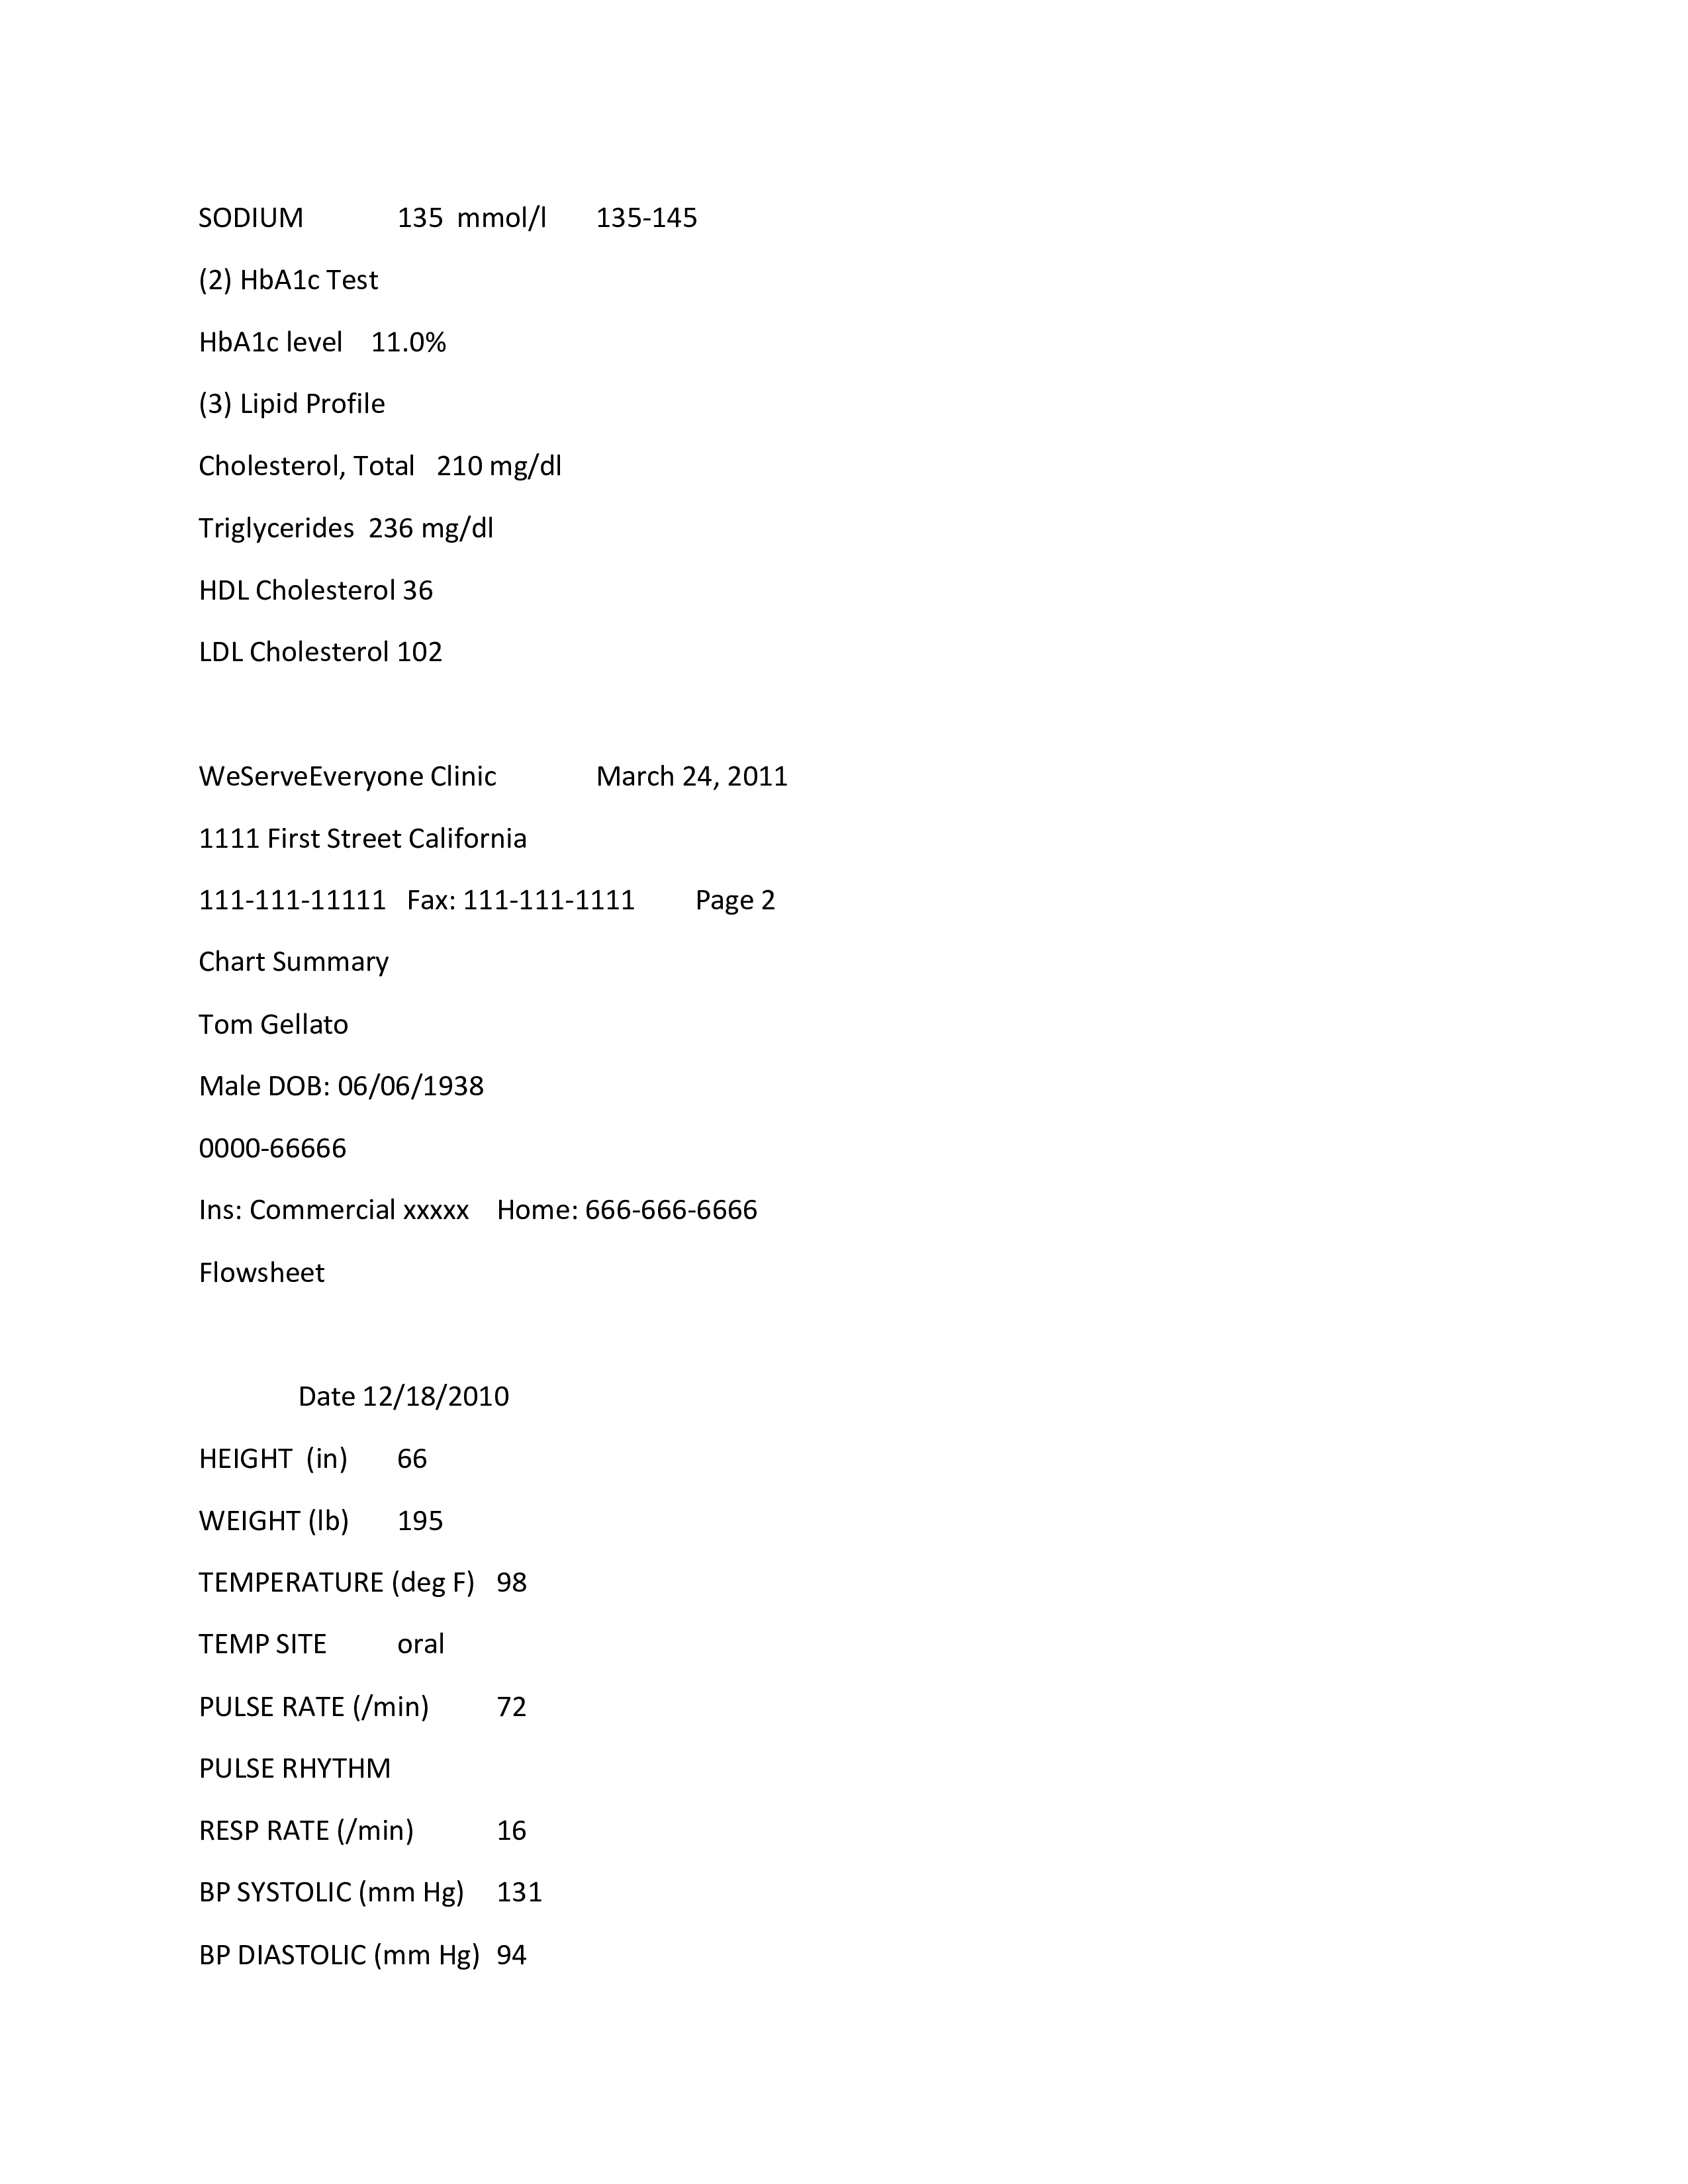 SODIUM 135 mmol/l 135-145
(2) HbA1c Test
HbA1c level 11.0%
(3) Lipid Profile
Cholesterol, Total 210 mg/dl
Triglycerides 236 mg/dl
HDL Cholesterol 36
LDL Cholesterol 102
WeServeEveryone Clinic March 24, 2011
1111 First Street California
111-111-11111 Fax: 111-111-1111 Page 2
Chart Summary
Tom Gellato
Male DOB: 06/06/1938
0000-66666
Ins: Commercial xxxxx Home: 666-666-6666
Flowsheet
Date 12/18/2010
HEIGHT (in) 66
WEIGHT (lb) 195
TEMPERATURE (deg F) 98
TEMP SITE oral
PULSE RATE (/min) 72
PULSE RHYTHM
RESP RATE (/min) 16
BP SYSTOLIC (mm Hg) 131
BP DIASTOLIC (mm Hg) 94